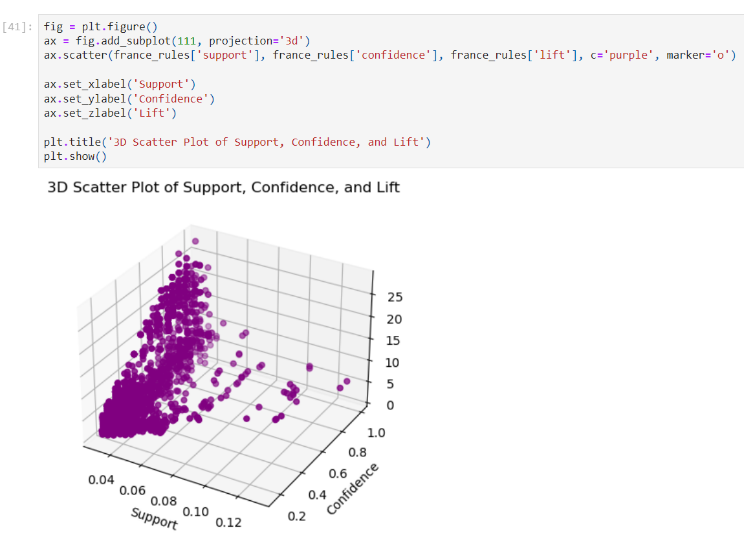 [41]: fig = plt.figure()
ax = fig.add_subplot(111, projection='3d')
ax.scatter(france_rules['support'], france_rules['confidence'], france_rules['lift'], c='purple', marker='o')
ax.set_xlabel('Support')
ax.set_ylabel('Confidence')
ax.set_zlabel('Lift')
plt.title('3D Scatter Plot of Support, Confidence, and Lift')
plt.show()
3D Scatter Plot of Support, Confidence, and Lift
25
20
15
10
5
0
1.0
0.8
0.6
0.4
0.2
Confidence
0.04
0.06
0.08
0.10
0.12
Support